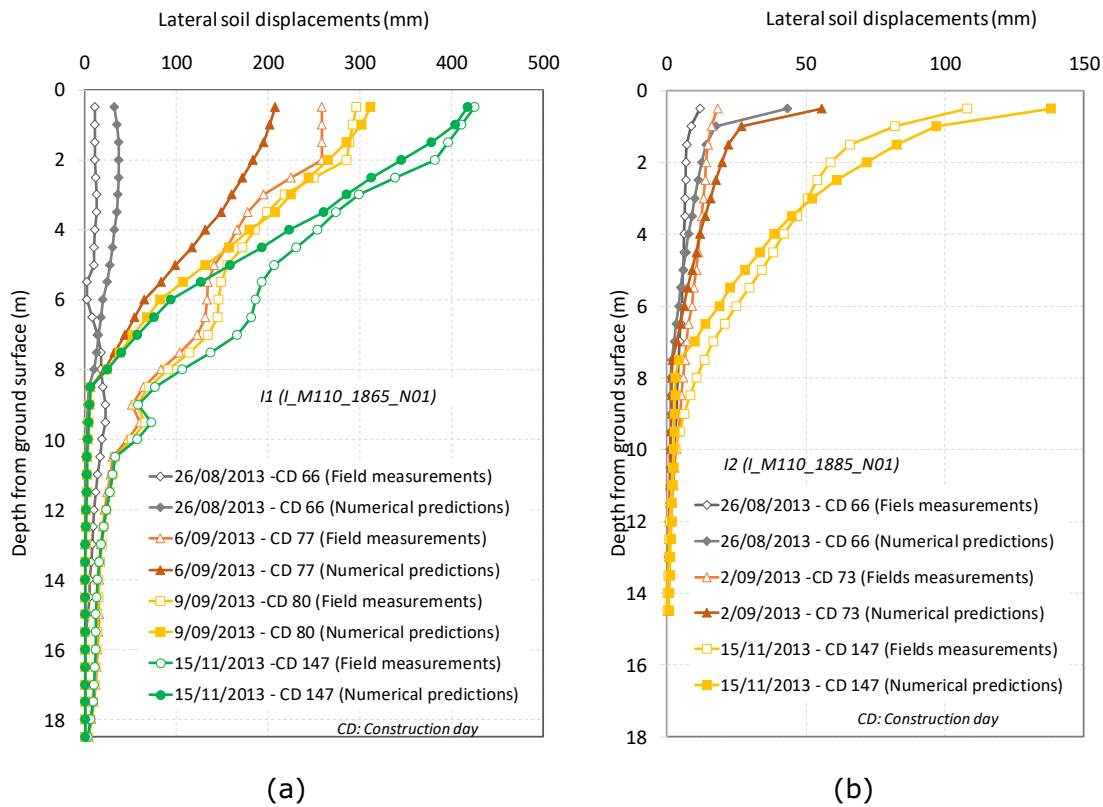 Lateral soil displacements (mm)
0 100 200 300 400 500
0
2
4
6
8
10
12
14
16
18
Depth from ground surface (m)
I1 (I_M110_1865_N01)
26/08/2013 -CD 66 (Field measurements)
26/08/2013 - CD 66 (Numerical predictions)
6/09/2013 - CD 77 (Field measurements)
6/09/2013 - CD 77 (Numerical predictions)
9/09/2013 -CD 80 (Field measurements)
9/09/2013 - CD 80 (Numerical predictions)
15/11/2013 -CD 147 (Field measurements)
15/11/2013 - CD 147 (Numerical predictions)
CD: Construction day
(a)
Lateral soil displacements (mm)
0 50 100 150
0
2
4
6
8
10
12
14
16
18
Depth from ground surface (m)
I2 (I_M110_1885_N01)
26/08/2013 - CD 66 (Fiels measurements)
26/08/2013 - CD 66 (Numerical predictions)
2/09/2013 - CD 73 (Fields measurements)
2/09/2013 - CD 73 (Numerical predictions)
15/11/2013 - CD 147 (Fields measurements)
15/11/2013 - CD 147 (Numerical predictions)
CD: Construction day
(b)